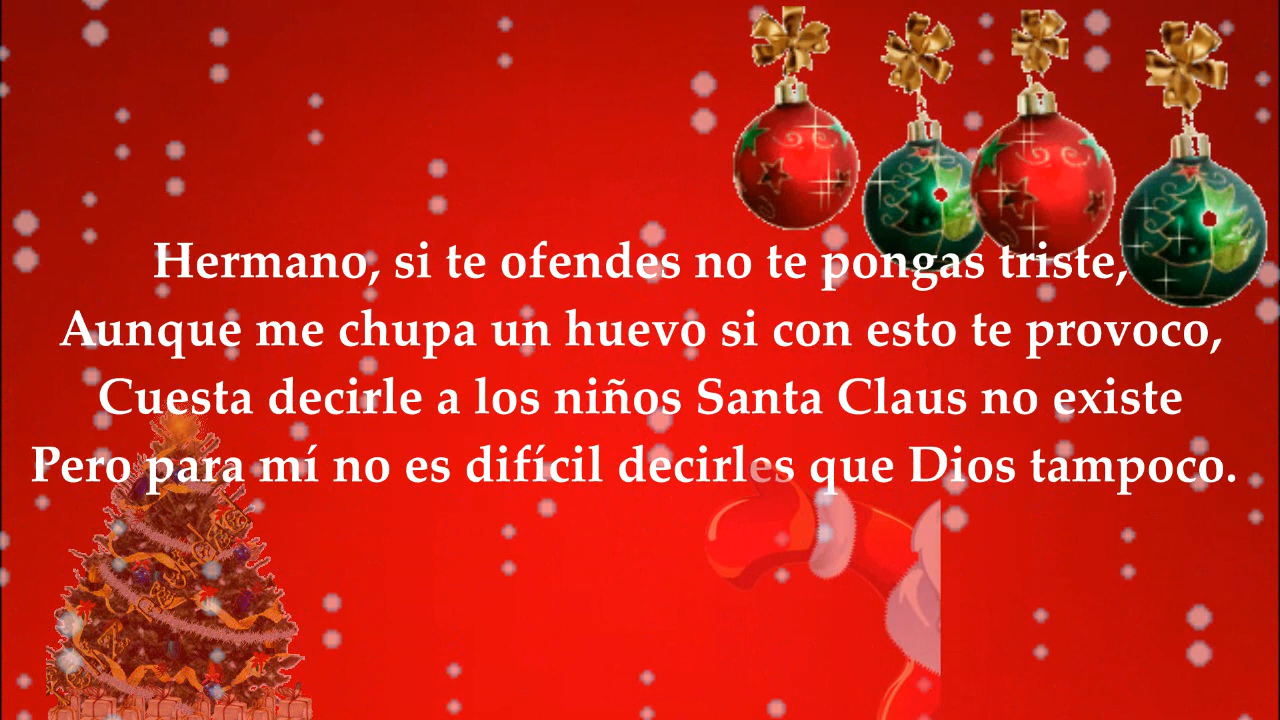 Hermano, si te ofendes no te pongas triste,
Aunque me chupa un huevo si con esto te provoco,
Cuesta decirle a los niños Santa Claus no existe
Pero para mí no es difícil decirles que Dios tampoco.